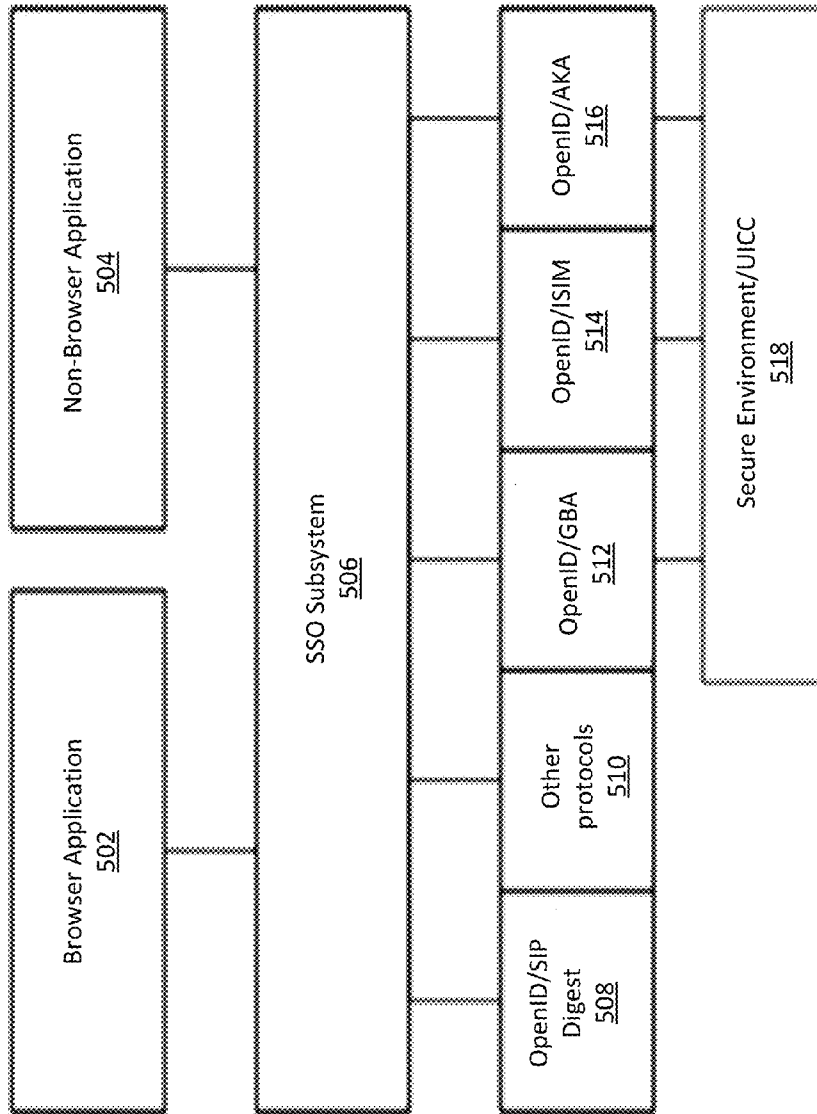 Browser Application
502
Non-Browser Application
504
SSO Subsystem
506
OpenID/SIP
Digest
508
Other
protocols
510
OpenID/GBA
512
OpenID/ISIM
514
OpenID/AKA
516
Secure Environment/UICC
518